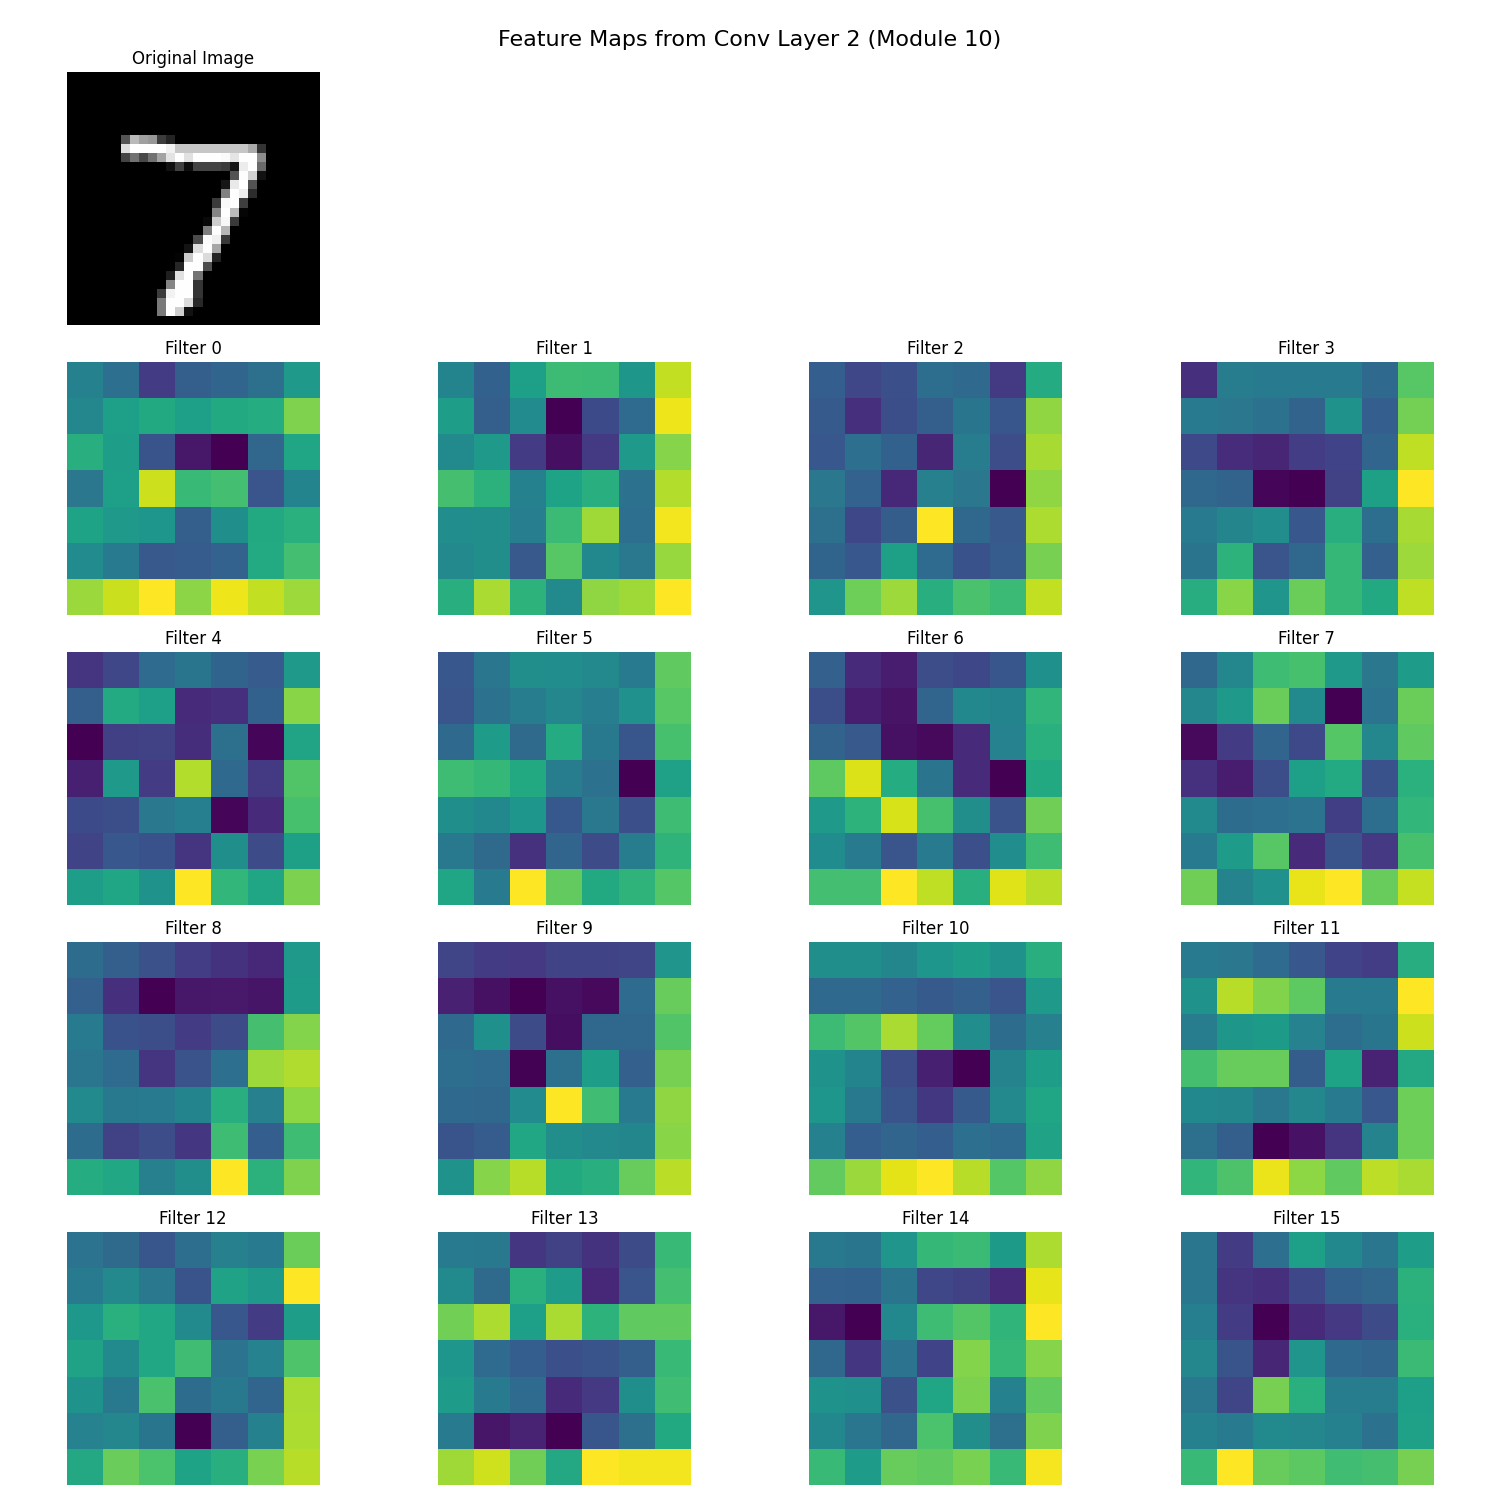 Feature Maps from Conv Layer 2 (Module 10)
Original Image
7
Filter 0
Filter 1
Filter 2
Filter 3
Filter 4
Filter 5
Filter 6
Filter 7
Filter 8
Filter 9
Filter 10
Filter 11
Filter 12
Filter 13
Filter 14
Filter 15